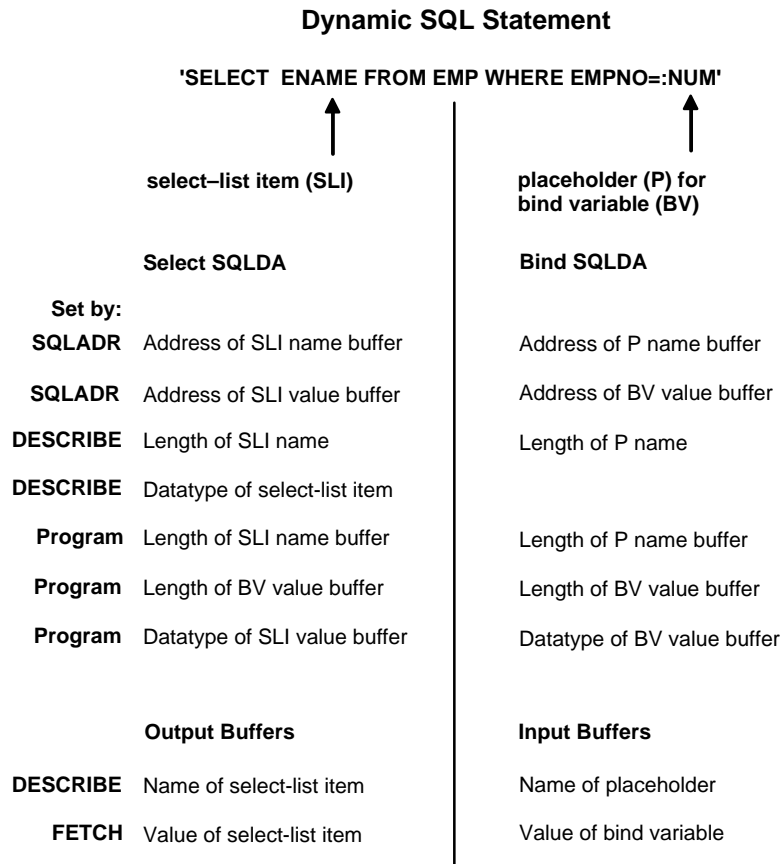 Dynamic SQL Statement
'SELECT  ENAME FROM EMP WHERE EMPNO=:NUM'
select–list item (SLI)
placeholder (P) for
bind variable (BV)
Select SQLDA
Bind SQLDA
Set by:
SQLADR Address of SLI name buffer Address of P name buffer
SQLADR Address of SLI value buffer Address of BV value buffer
DESCRIBE Length of SLI name Length of P name
DESCRIBE Datatype of select-list item
Program Length of SLI name buffer Length of P name buffer
Program Length of BV value buffer Length of BV value buffer
Program Datatype of SLI value buffer Datatype of BV value buffer
Output Buffers Input Buffers
DESCRIBE Name of select-list item Name of placeholder
FETCH Value of select-list item Value of bind variable